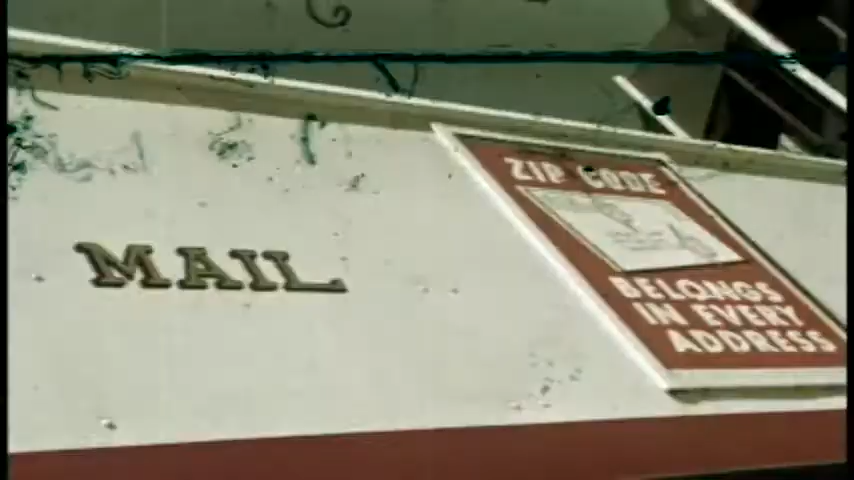 MAIL
ZIP CODE
BELONGS
IN EVERY
ADDRESS